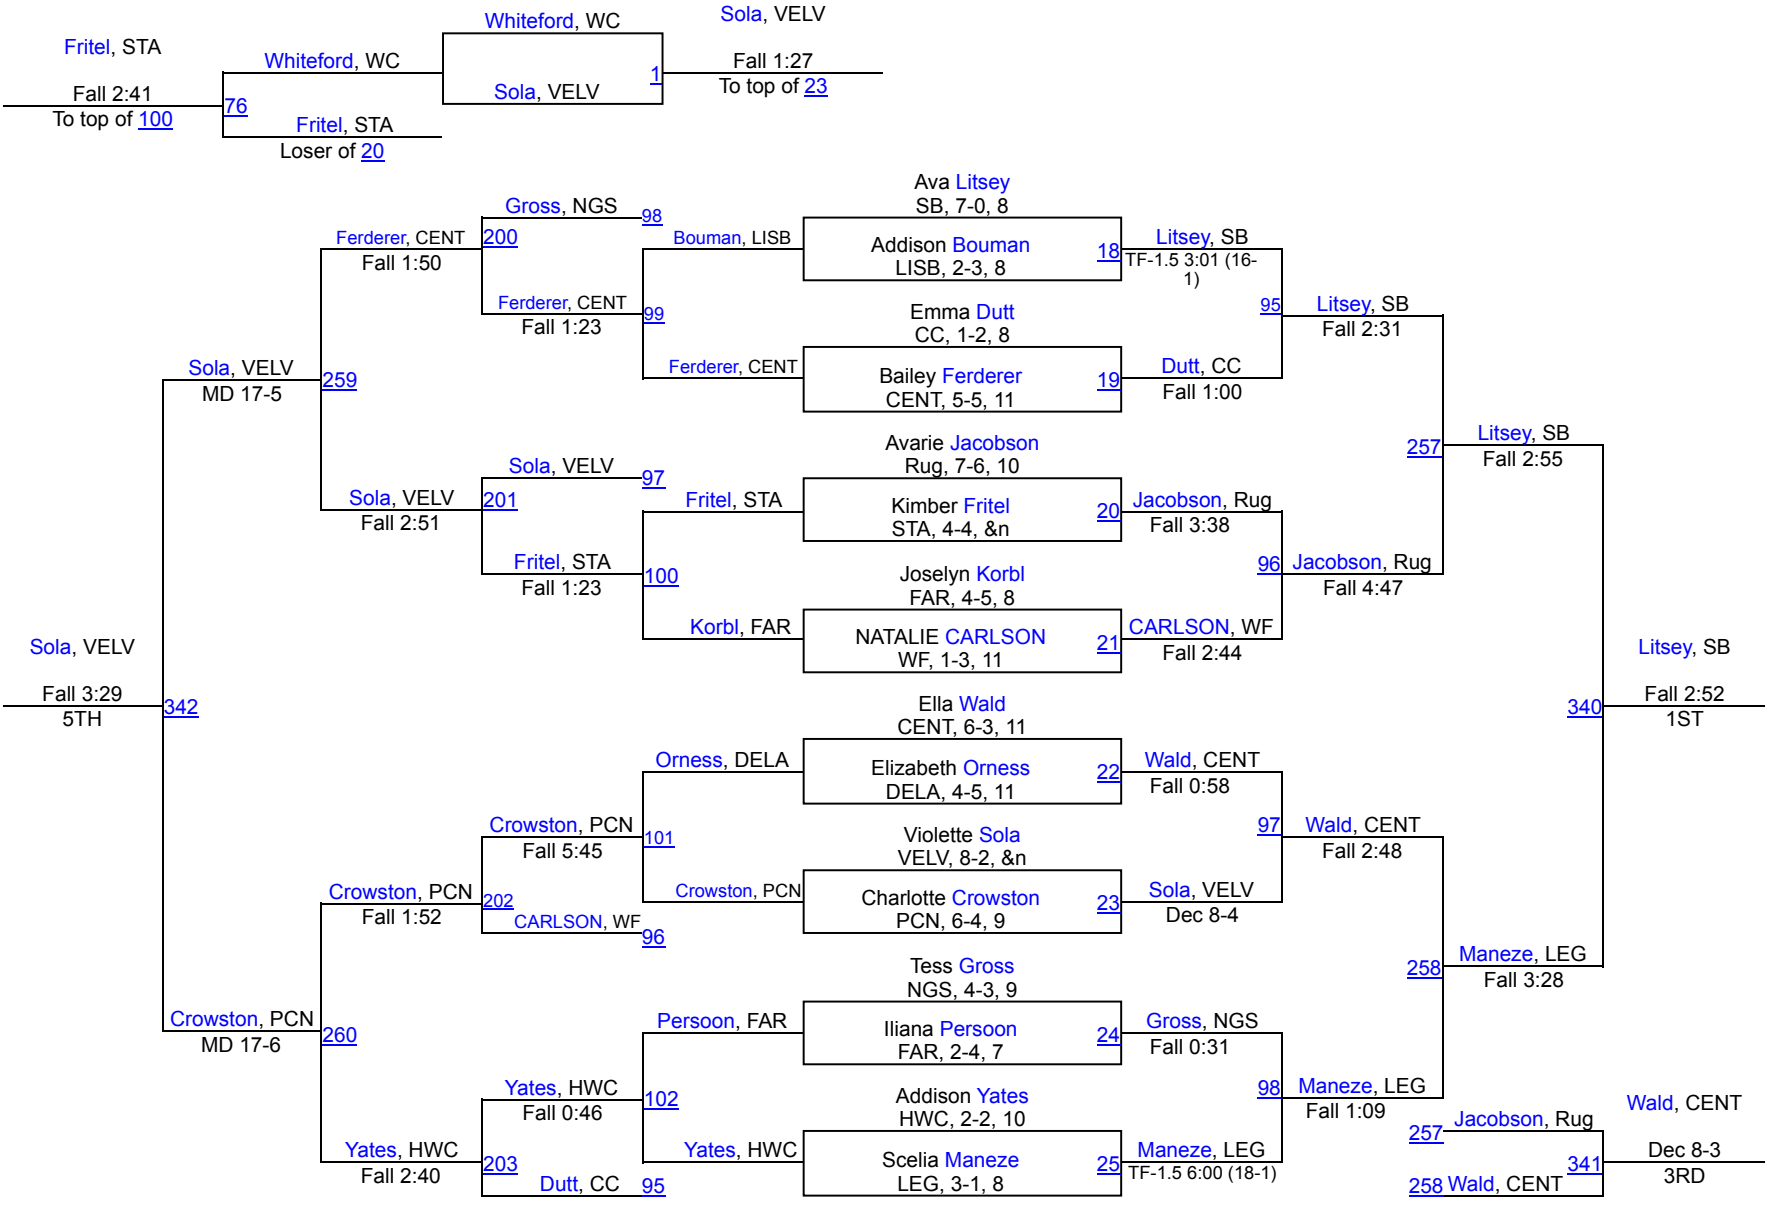 Whiteford, WC
Sola, VELV
Fritel, STA
Whiteford, WC
Fall 2:41
To top of 100
76
Sola, VELV
1
Fall 1:27
To top of 23
Fritel, STA
Loser of 20
Ava Litsey
SB, 7-0, 8
Gross, NGS
98
Ferderer, CENT
200
Fall 1:50
Bouman, LISB
Addison Bouman
LISB, 2-3, 8
18
Litsey, SB
TF-1.5 3:01 (16-
1)
Ferderer, CENT
Fall 1:23
99
Emma Dutt
CC, 1-2, 8
95
Litsey, SB
Fall 2:31
Sola, VELV
MD 17-5
259
Ferderer, CENT
Bailey Ferderer
CENT, 5-5, 11
19
Dutt, CC
Fall 1:00
Avarie Jacobson
Rug, 7-6, 10
257
Litsey, SB
Fall 2:55
Sola, VELV
97
Sola, VELV
Fall 2:51
201
Fritel, STA
Kimber Fritel
STA, 4-4, &n
20
Jacobson, Rug
Fall 3:38
Fritel, STA
Fall 1:23
100
Joselyn Korbl
FAR, 4-5, 8
96
Jacobson, Rug
Fall 4:47
Korbl, FAR
NATALIE CARLSON
WF, 1-3, 11
21
CARLSON, WF
Fall 2:44
Sola, VELV
Fall 3:29
5TH
342
Ella Wald
CENT, 6-3, 11
Litsey, SB
340
Fall 2:52
1ST
Orness, DELA
Elizabeth Orness
DELA, 4-5, 11
22
Wald, CENT
Fall 0:58
Crowston, PCN
Fall 5:45
101
Violette Sola
VELV, 8-2, &n
97
Wald, CENT
Fall 2:48
Crowston, PCN
Fall 1:52
202
CARLSON, WF
96
Crowston, PCN
Charlotte Crowston
PCN, 6-4, 9
23
Sola, VELV
Dec 8-4
Tess Gross
NGS, 4-3, 9
258
Maneze, LEG
Fall 3:28
Crowston, PCN
MD 17-6
260
Persoon, FAR
Iliana Persoon
FAR, 2-4, 7
24
Gross, NGS
Fall 0:31
Yates, HWC
Fall 0:46
102
Addison Yates
HWC, 2-2, 10
98
Maneze, LEG
Fall 1:09
Yates, HWC
Fall 2:40
203
Dutt, CC
95
Yates, HWC
Scelia Maneze
LEG, 3-1, 8
25
Maneze, LEG
TF-1.5 6:00 (18-1)
257
Jacobson, Rug
258
Wald, CENT
341
Wald, CENT
Dec 8-3
3RD